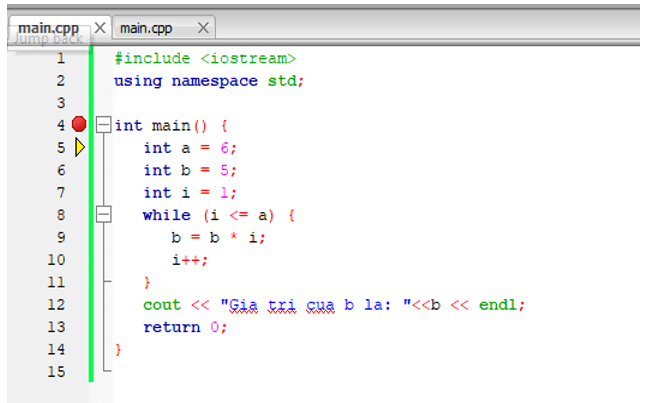 main.cpp main.cpp
Jump back
1 #include <iostream>
2 using namespace std;
3
4 int main() {
5 int a = 6;
6 int b = 5;
7 int i = 1;
8 while (i <= a) {
9 b = b * i;
10 i++;
11 }
12 cout << "Gia tri cua b la: "<<b << endl;
13 return 0;
14 }
15